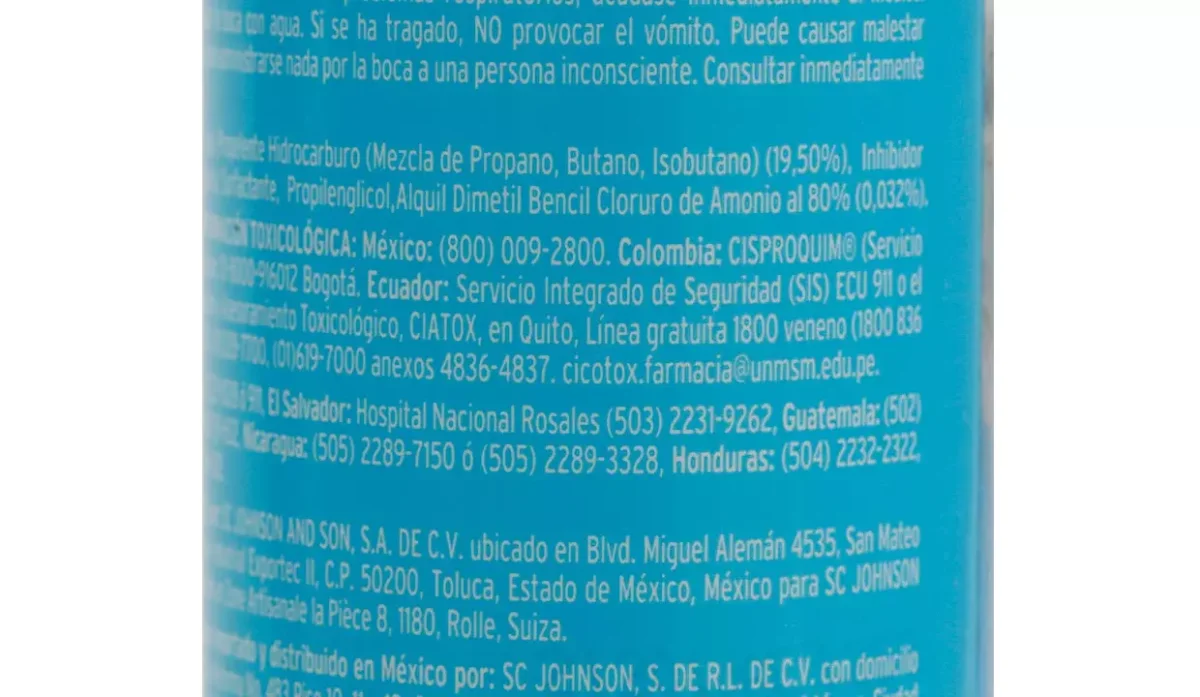 con agua. Si se ha tragado, NO provocar el vómito. Puede causar malestar
nada por la boca a una persona inconsciente. Consultar inmediatamente
Hidrocarburo (Mezcla de Propano, Butano, Isobutano) (19,50%), Inhibidor
Propilenglicol,Alquil Dimetil Bencil Cloruro de Amonio al 80% (0,032%).
TOXICOLÓGICA: México: (800) 009-2800. Colombia: CISPROQUIM® (Servicio
Bogotá. Ecuador: Servicio Integrado de Seguridad (SIS) ECU 911 o el
Toxicológico, CIATOX, en Quito, Línea gratuita 1800 veneno (1800 836
(01)619-7000 anexos 4836-4837. cicotox.farmacia@unmsm.edu.pe.
ó 911, El Salvador: Hospital Nacional Rosales (503) 2231-9262, Guatemala: (502)
Nicaragua: (505) 2289-7150 ó (505) 2289-3328, Honduras: (504) 2232-2322,
JOHNSON AND SON, S.A. DE C.V. ubicado en Blvd. Miguel Alemán 4535, San Mateo
Exportec II, C.P. 50200, Toluca, Estado de México, México para SC JOHNSON
Artisanale la Pièce 8, 1180, Rolle, Suiza.
y distribuido en México por: SC JOHNSON, S. DE R.L. DE C.V. con domicilio